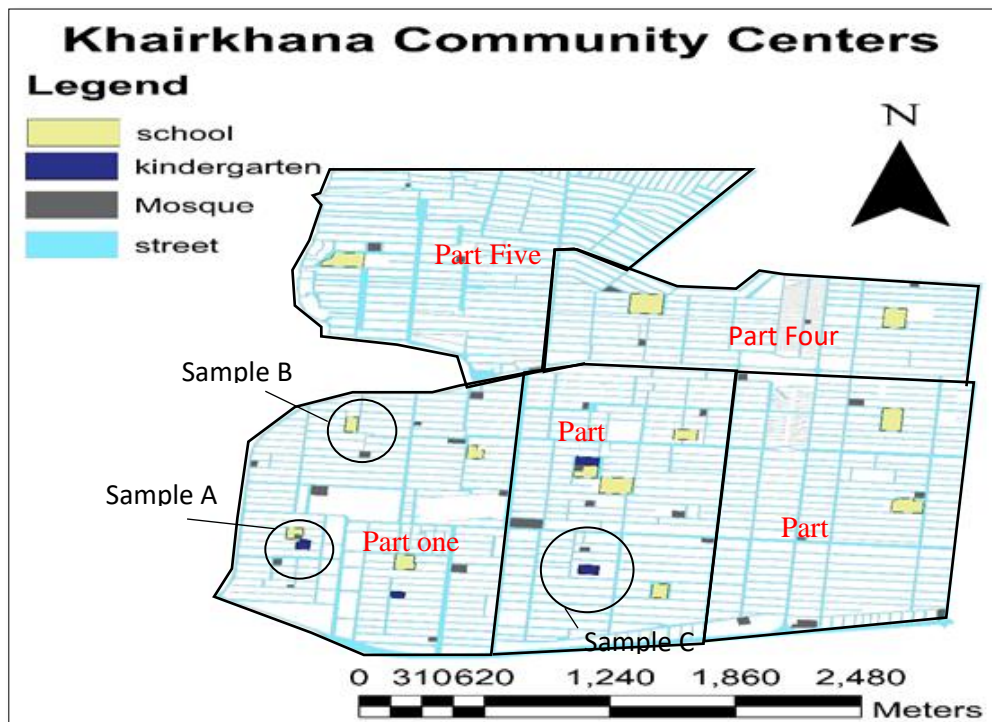 Khairkhana Community Centers
Legend
school
kindergarten
Mosque
street
N
Part Five
Part Four
Sample B
Part
Sample A
Part one
Part
Sample C
0 310620 1,240 1,860 2,480
Meters